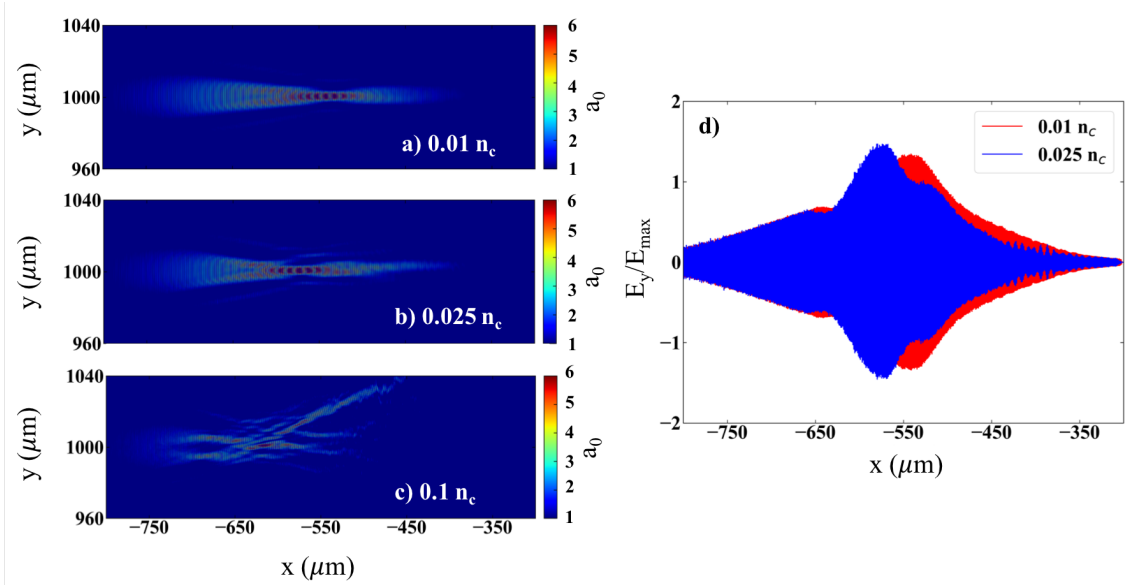 1040
1000
960
y (μm)
a) 0.01 n_c
6
5
4
3
2
1
a_0
1040
1000
960
y (μm)
b) 0.025 n_c
6
5
4
3
2
1
a_0
1040
1000
960
y (μm)
c) 0.1 n_c
6
5
4
3
2
1
a_0
−750 −650 −550 −450 −350
x (μm)
d)
0.01 n_c
0.025 n_c
2
1
0
−1
−2
E_y/E_max
−750 −650 −550 −450 −350
x (μm)